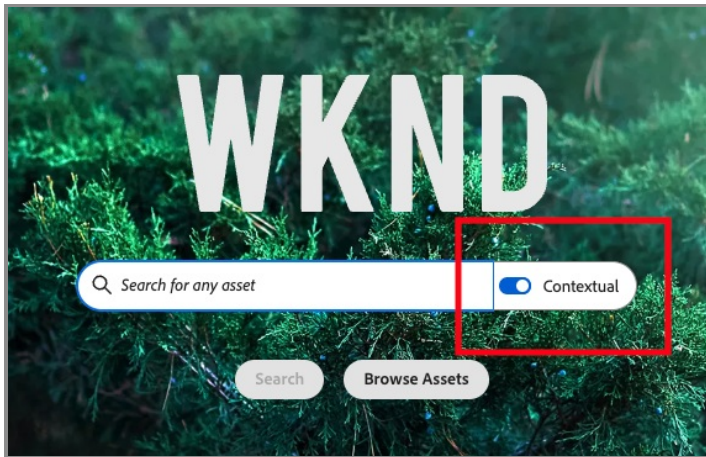 WKND
Search for any asset
Contextual
Search
Browse Assets